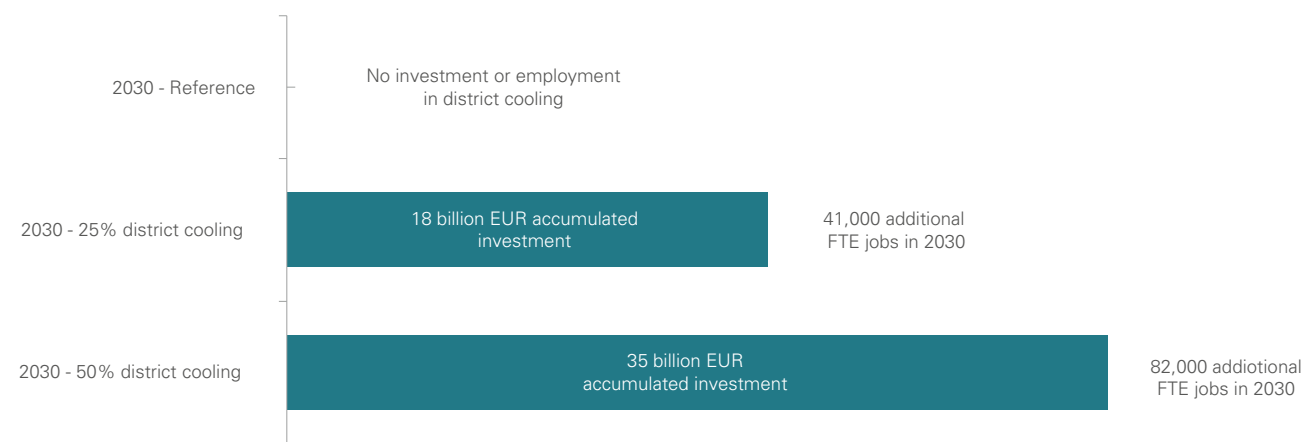 2030 - Reference
No investment or employment
in district cooling
2030 - 25% district cooling
18 billion EUR accumulated
investment
41,000 additional
FTE jobs in 2030
2030 - 50% district cooling
35 billion EUR
accumulated investment
82,000 addiotional
FTE jobs in 2030